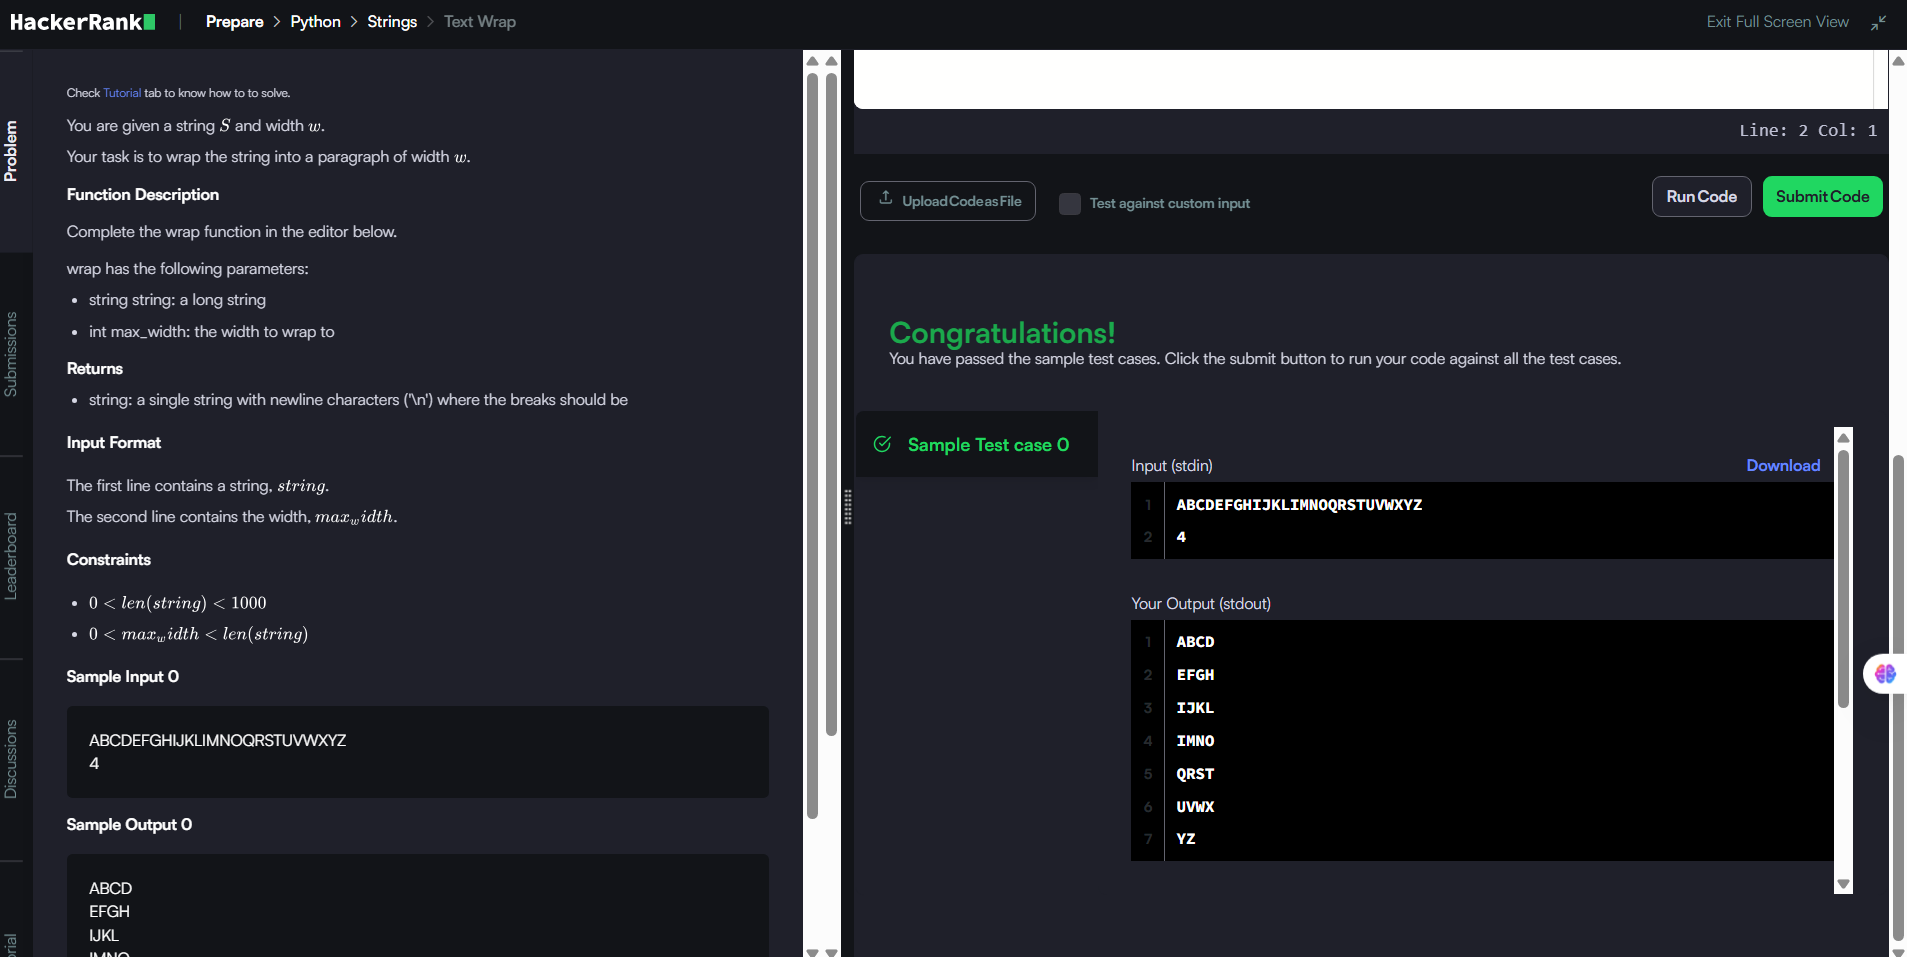 HackerRank | Prepare > Python > Strings > Text Wrap
Exit Full Screen View
Problem
Submissions
Leaderboard
Discussions
orial
Check Tutorial tab to know how to to solve.
You are given a string S and width w.
Your task is to wrap the string into a paragraph of width w.
Function Description
Complete the wrap function in the editor below.
wrap has the following parameters:
• string string: a long string
• int max_width: the width to wrap to
Returns
• string: a single string with newline characters ('\n') where the breaks should be
Input Format
The first line contains a string, string.
The second line contains the width, max_width.
Constraints
• 0 < len(string) < 1000
• 0 < max_width < len(string)
Sample Input 0
ABCDEFGHIJKLIMNOQRSTUVWXYZ
4
Sample Output 0
ABCD
EFGH
IJKL
IMNO
Line: 2 Col: 1
Upload Code as File
Test against custom input
Run Code
Submit Code
Congratulations!
You have passed the sample test cases. Click the submit button to run your code against all the test cases.
Sample Test case 0
Input (stdin)
Download
1 ABCDEFGHIJKLIMNOQRSTUVWXYZ
2 4
Your Output (stdout)
1 ABCD
2 EFGH
3 IJKL
4 IMNO
5 QRST
6 UVWX
7 YZ